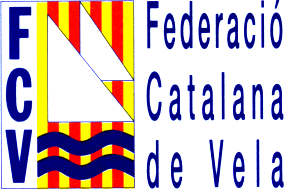 FCV
Federació
Catalana
de Vela